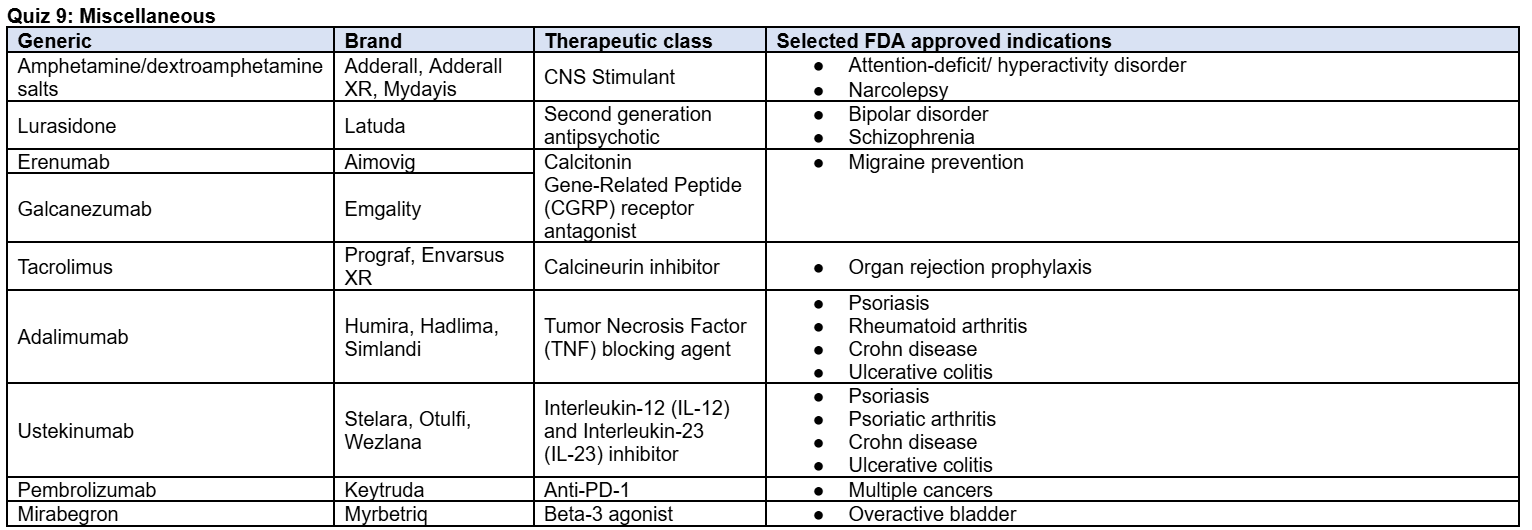 Quiz 9: Miscellaneous
Generic Brand Therapeutic class Selected FDA approved indications
Amphetamine/dextroamphetamine
salts
Adderall, Adderall
XR, Mydayis
CNS Stimulant
● Attention-deficit/ hyperactivity disorder
● Narcolepsy
Lurasidone
Latuda
Second generation
antipsychotic
● Bipolar disorder
● Schizophrenia
Erenumab
Aimovig
Galcanezumab
Emgality
Calcitonin
Gene-Related Peptide
(CGRP) receptor
antagonist
● Migraine prevention
Tacrolimus
Prograf, Envarsus
XR
Calcineurin inhibitor
● Organ rejection prophylaxis
Adalimumab
Humira, Hadlima,
Simlandi
Tumor Necrosis Factor
(TNF) blocking agent
● Psoriasis
● Rheumatoid arthritis
● Crohn disease
● Ulcerative colitis
Ustekinumab
Stelara, Otulfi,
Wezlana
Interleukin-12 (IL-12)
and Interleukin-23
(IL-23) inhibitor
● Psoriasis
● Psoriatic arthritis
● Crohn disease
● Ulcerative colitis
Pembrolizumab
Keytruda
Anti-PD-1
● Multiple cancers
Mirabegron
Myrbetriq
Beta-3 agonist
● Overactive bladder